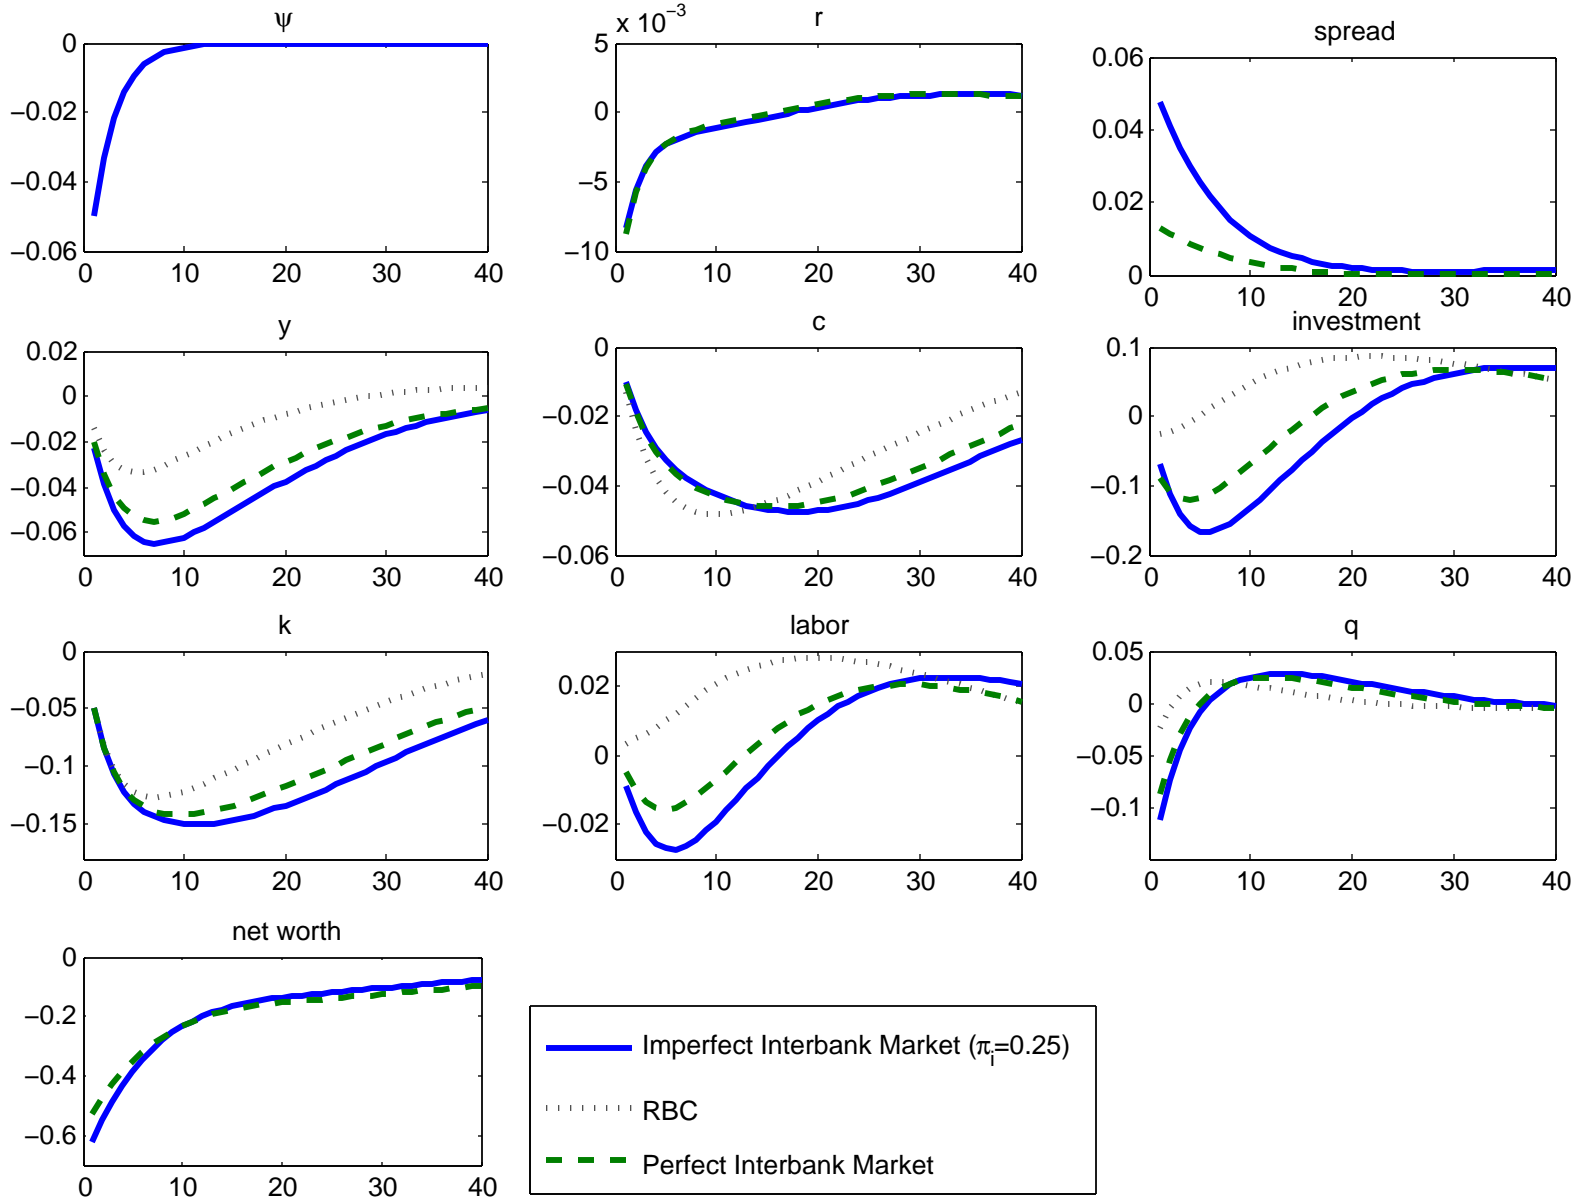 ψ
0
−0.02
−0.04
−0.06
0 10 20 30 40
r
x 10−3
5
0
−5
−10
0 10 20 30 40
spread
0.06
0.04
0.02
0
0 10 20 30 40
y
0.02
0
−0.02
−0.04
−0.06
0 10 20 30 40
c
0
−0.02
−0.04
−0.06
0 10 20 30 40
investment
0.1
0
−0.1
−0.2
0 10 20 30 40
k
0
−0.05
−0.1
−0.15
0 10 20 30 40
labor
0.02
0
−0.02
0 10 20 30 40
q
0.05
0
−0.05
−0.1
0 10 20 30 40
net worth
0
−0.2
−0.4
−0.6
0 10 20 30 40
Imperfect Interbank Market (πi=0.25)
RBC
Perfect Interbank Market